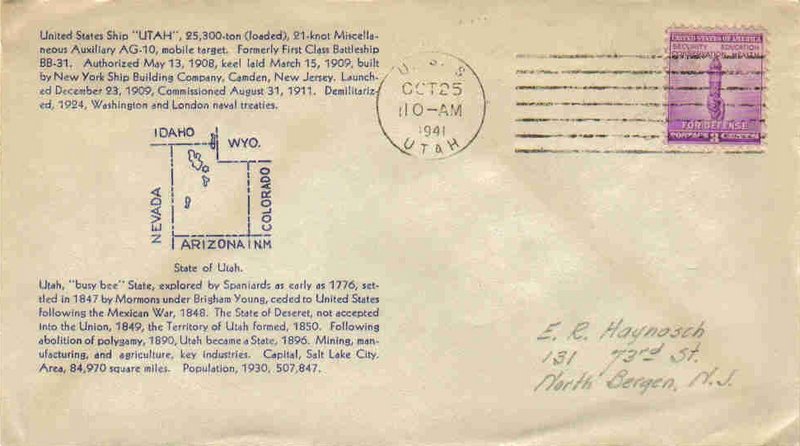 United States Ship "UTAH", 25,300-ton (loaded), 21-knot Miscella-
neous Auxiliary AG-10, mobile target. Formerly First Class Battleship
BB-31. Authorized May 13, 1908, keel laid March 15, 1909, built
by New York Ship Building Company, Camden, New Jersey. Launch-
ed December 23, 1909, Commissioned August 31, 1911. Demilitariz-
ed, 1924, Washington and London naval treaties.
IDAHO
WYO.
NEVADA
COLORADO
ARIZONA N.M.
State of Utah.
Utah, "busy bee" State, explored by Spaniards as early as 1776, set-
tled in 1847 by Mormons under Brigham Young, ceded to United States
following the Mexican War, 1848. The State of Deseret, not accepted
into the Union, 1849, the Territory of Utah formed, 1850. Following
abolition of polygamy, 1890, Utah became a State, 1896. Mining, man-
ufacturing, and agriculture, key industries. Capital, Salt Lake City.
Area, 84,970 square miles. Population, 1930, 507,847.
U. S. S.
OCT 25
10-AM
1941
UTAH
UNITED STATES OF AMERICA
SECURITY EDUCATION
CONSERVATION HEALTH
FOR DEFENSE
POSTAGE 3 CENTS
E. R. Haynosch
131 73rd St.
North Bergen, N.J.